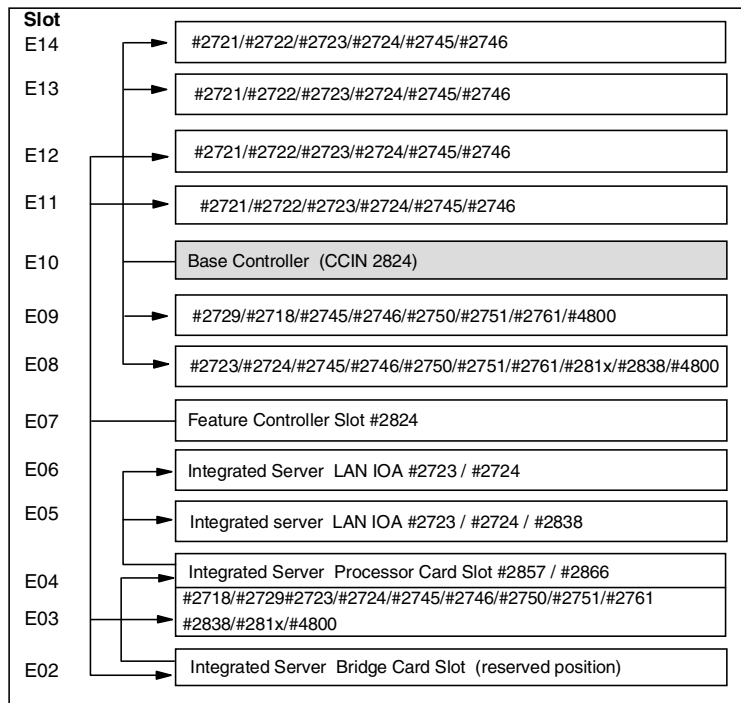 Slot
E14 #2721/#2722/#2723/#2724/#2745/#2746
E13 #2721/#2722/#2723/#2724/#2745/#2746
E12 #2721/#2722/#2723/#2724/#2745/#2746
E11 #2721/#2722/#2723/#2724/#2745/#2746
E10 Base Controller (CCIN 2824)
E09 #2729/#2718/#2745/#2746/#2750/#2751/#2761/#4800
E08 #2723/#2724/#2745/#2746/#2750/#2751/#2761/#281x/#2838/#4800
E07 Feature Controller Slot #2824
E06 Integrated Server LAN IOA #2723 / #2724
E05 Integrated server LAN IOA #2723 / #2724 / #2838
E04 Integrated Server Processor Card Slot #2857 / #2866
#2718/#2729#2723/#2724/#2745/#2746/#2750/#2751/#2761
E03 #2838/#281x/#4800
E02 Integrated Server Bridge Card Slot (reserved position)